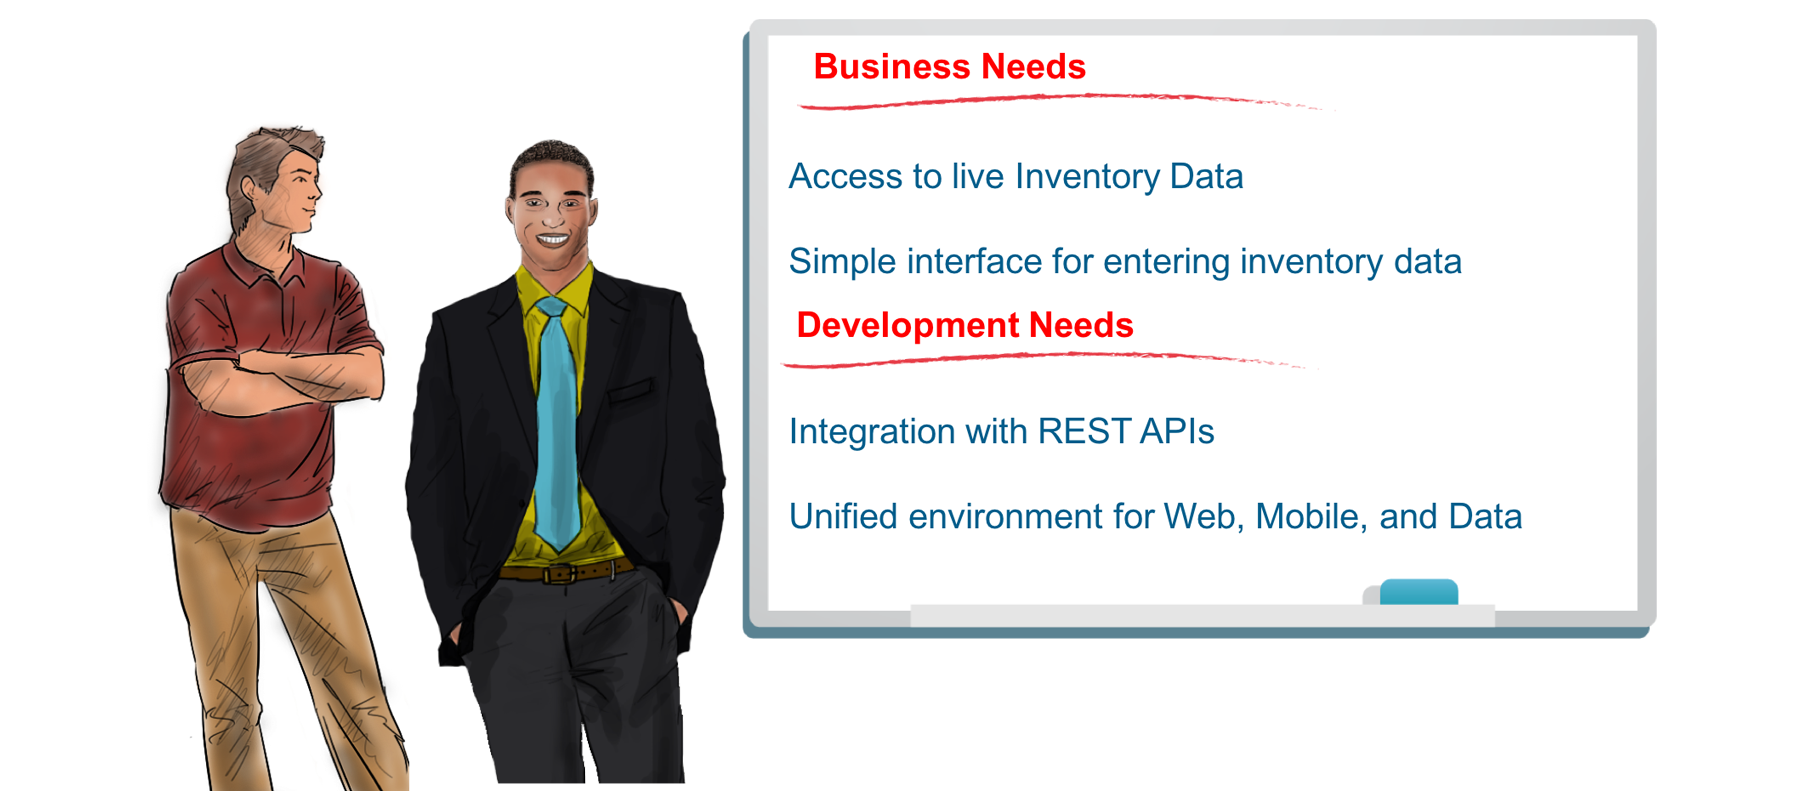 Business Needs
Access to live Inventory Data
Simple interface for entering inventory data
Development Needs
Integration with REST APIs
Unified environment for Web, Mobile, and Data